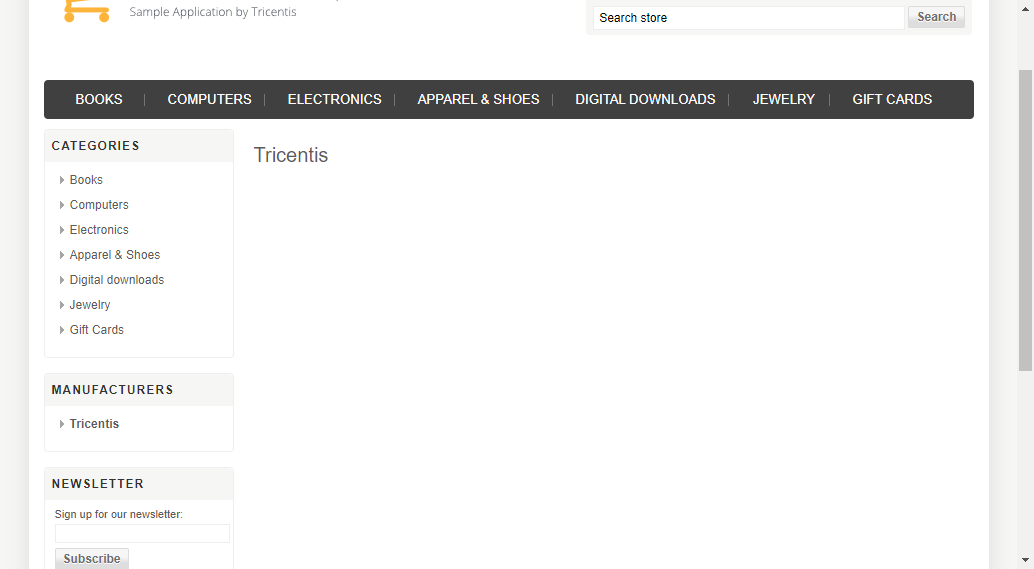 Sample Application by Tricentis
Search store
Search
BOOKS
COMPUTERS
ELECTRONICS
APPAREL & SHOES
DIGITAL DOWNLOADS
JEWELRY
GIFT CARDS
CATEGORIES
Books
Computers
Electronics
Apparel & Shoes
Digital downloads
Jewelry
Gift Cards
MANUFACTURERS
Tricentis
NEWSLETTER
Sign up for our newsletter:
Subscribe
Tricentis